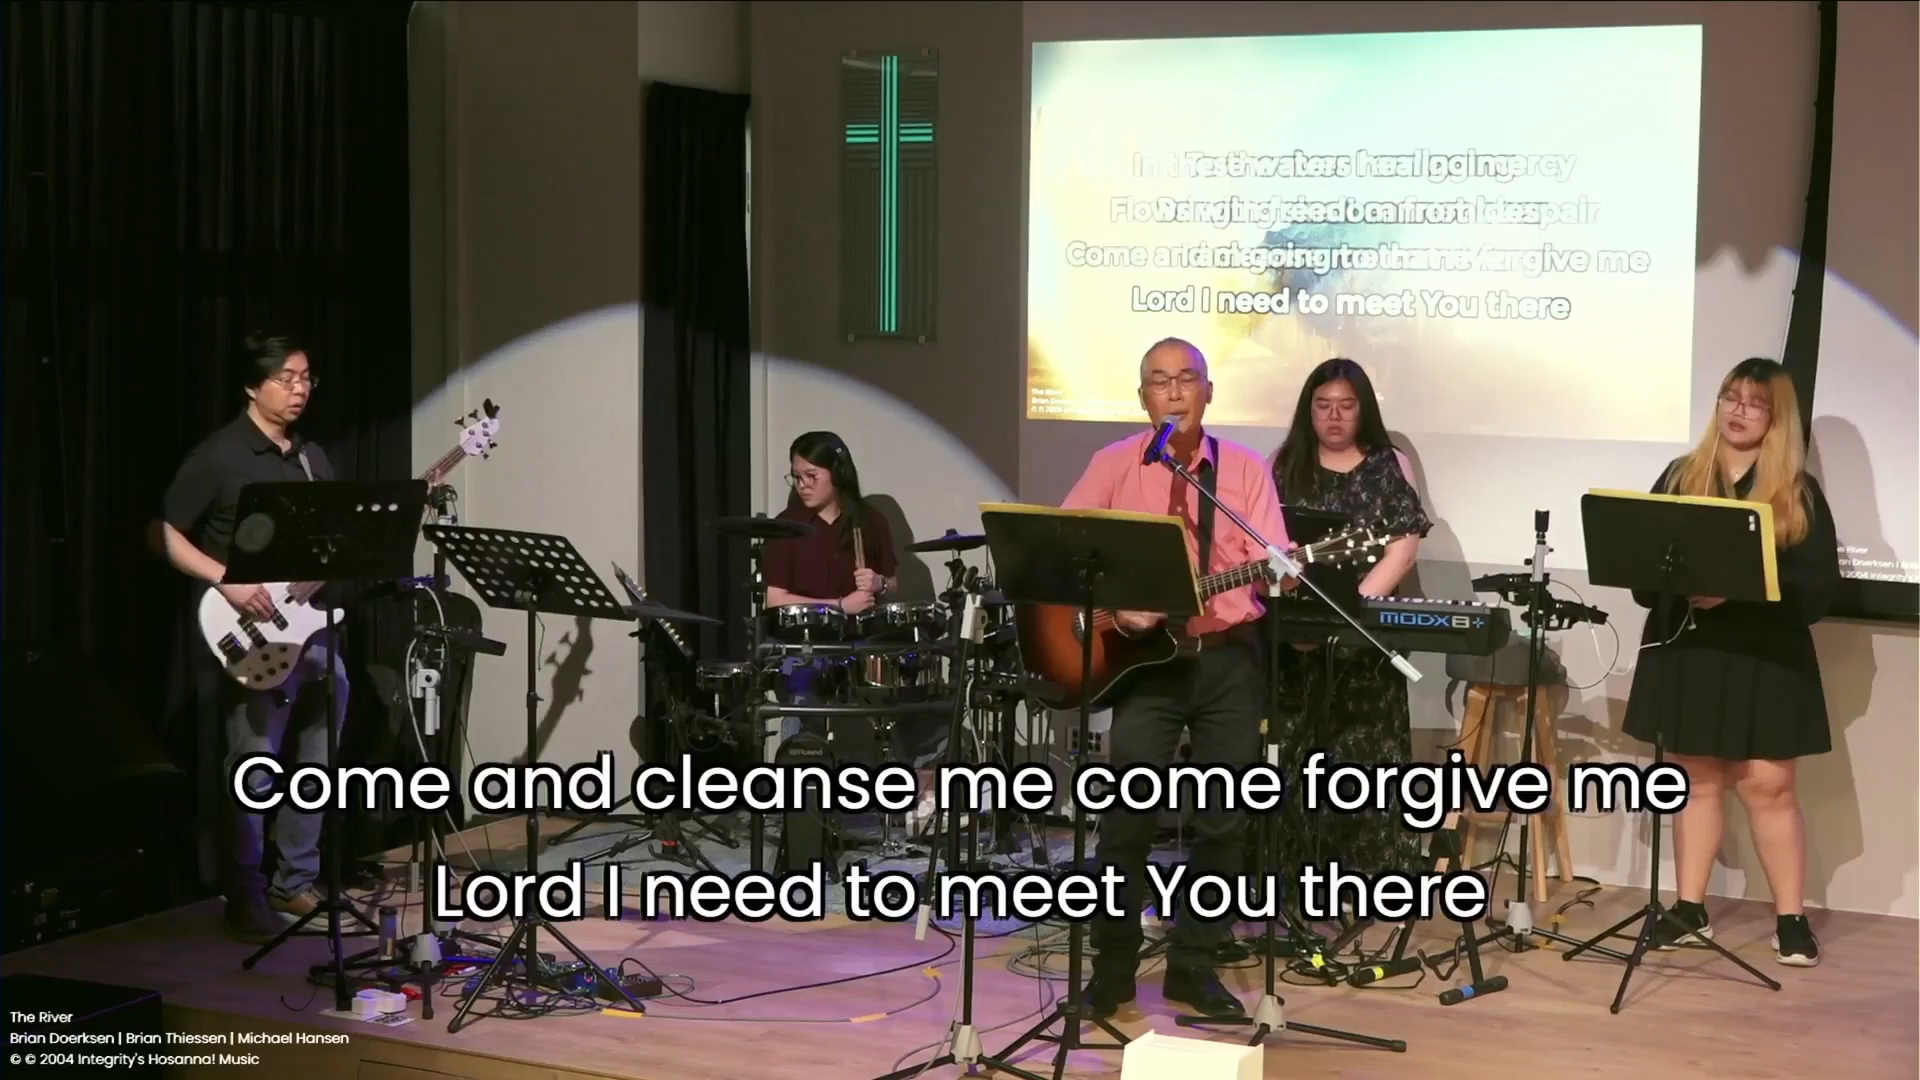 Lord I need to meet You there
MODX8+
Roland
Come and cleanse me come forgive me
Lord I need to meet You there
The River
Brian Doerksen | Brian Thiessen | Michael Hansen
© © 2004 Integrity's Hosanna! Music